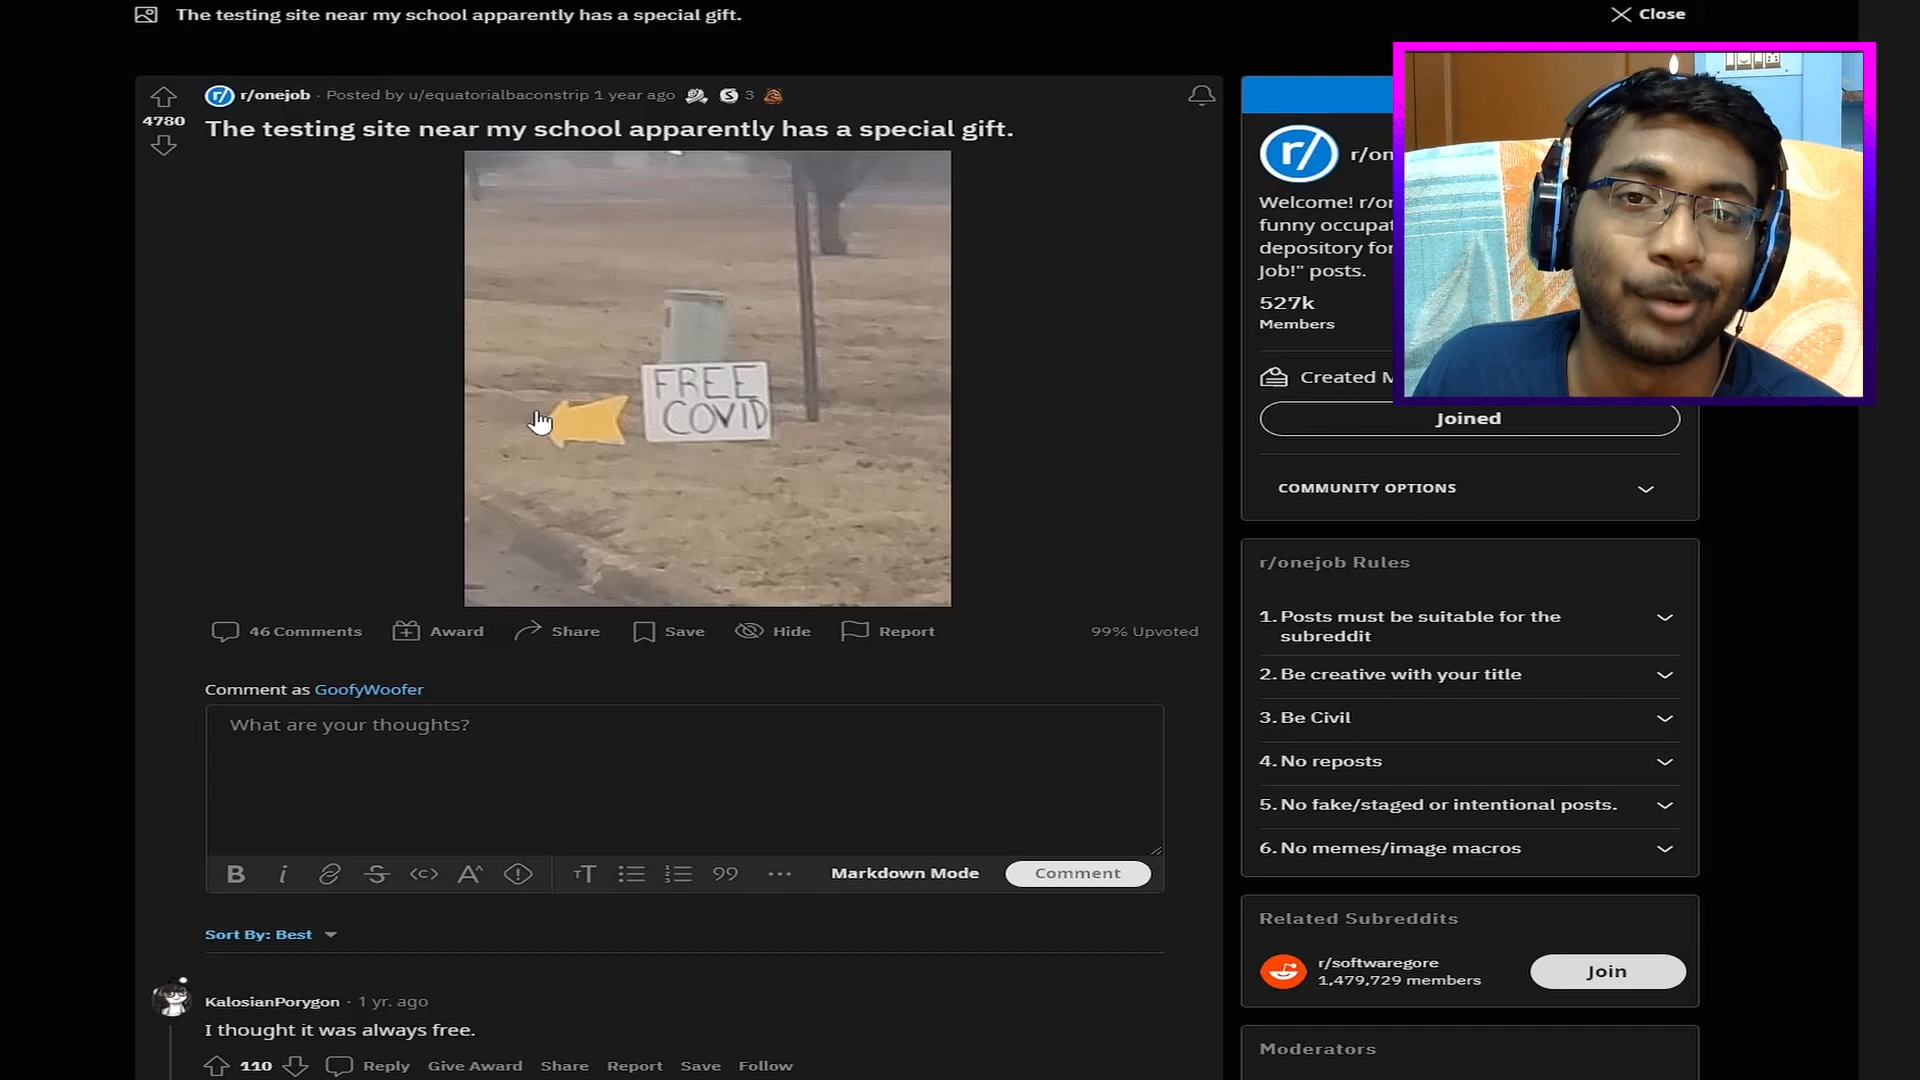 The testing site near my school apparently has a special gift.
Close
r/onejob · Posted by u/equatorialbaconstrip 1 year ago 3
4780
The testing site near my school apparently has a special gift.
FREE
COVID
46 Comments Award Share Save Hide Report 99% Upvoted
Comment as GoofyWoofer
What are your thoughts?
Markdown Mode Comment
Sort By: Best
KalosianPorygon · 1 yr. ago
I thought it was always free.
110 Reply Give Award Share Report Save Follow
r/on
Welcome! r/on
funny occupat
depository for
Job!" posts.
527k
Members
Created M
Joined
COMMUNITY OPTIONS
r/onejob Rules
1. Posts must be suitable for the
subreddit
2. Be creative with your title
3. Be Civil
4. No reposts
5. No fake/staged or intentional posts.
6. No memes/image macros
Related Subreddits
r/softwaregore
1,479,729 members
Join
Moderators